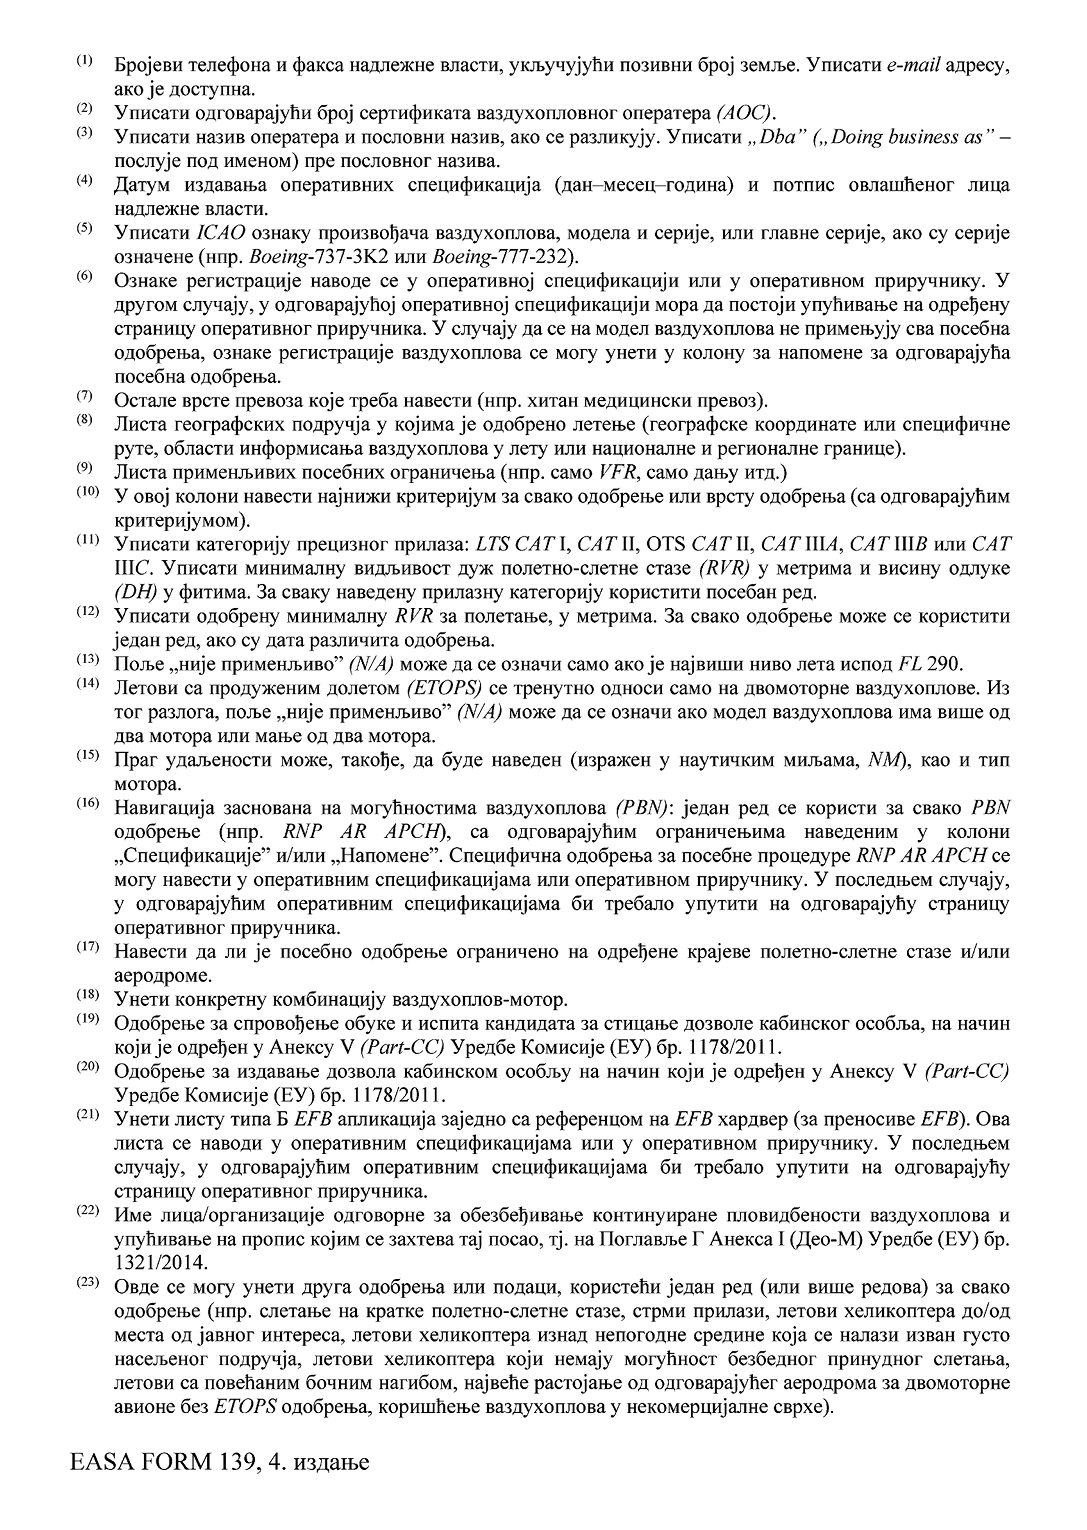 (1) Бројеви телефона и факса надлежне власти, укључујући позивни број земље. Уписати e-mail адресу,
ако је доступна.
(2) Уписати одговарајући број сертификата ваздухопловног оператера (AOC).
(3) Уписати назив оператера и пословни назив, ако се разликују. Уписати „Dba” („Doing business as” –
послује под именом) пре пословног назива.
(4) Датум издавања оперативних спецификација (дан–месец–година) и потпис овлашћеног лица
надлежне власти.
(5) Уписати ICAO ознаку произвођача ваздухоплова, модела и серије, или главне серије, ако су серије
означене (нпр. Boeing-737-3K2 или Boeing-777-232).
(6) Ознаке регистрације наводе се у оперативној спецификацији или у оперативном приручнику. У
другом случају, у одговарајућој оперативној спецификацији мора да постоји упућивање на одређену
страницу оперативног приручника. У случају да се на модел ваздухоплова не примењују сва посебна
одобрења, ознаке регистрације ваздухоплова се могу унети у колону за напомене за одговарајућа
посебна одобрења.
(7) Остале врсте превоза које треба навести (нпр. хитан медицински превоз).
(8) Листа географских подручја у којима је одобрено летење (географске координате или специфичне
руте, области информисања ваздухоплова у лету или националне и регионалне границе).
(9) Листа применљивих посебних ограничења (нпр. само VFR, само дању итд.)
(10) У овој колони навести најнижи критеријум за свако одобрење или врсту одобрења (са одговарајућим
критеријумом).
(11) Уписати категорију прецизног прилаза: LTS CAT I, CAT II, OTS CAT II, CAT IIIA, CAT IIIB или CAT
IIIC. Уписати минималну видљивост дуж полетно-слетне стазе (RVR) у метрима и висину одлуке
(DH) у фитима. За сваку наведену прилазну категорију користити посебан ред.
(12) Уписати одобрену минималну RVR за полетање, у метрима. За свако одобрење може се користити
један ред, ако су дата различита одобрења.
(13) Поље „није применљиво” (N/A) може да се означи само ако је највиши ниво лета испод FL 290.
(14) Летови са продуженим долетом (ETOPS) се тренутно односи само на двомоторне ваздухоплове. Из
тог разлога, поље „није применљиво” (N/A) може да се означи ако модел ваздухоплова има више од
два мотора или мање од два мотора.
(15) Праг удаљености може, такође, да буде наведен (изражен у наутичким миљама, NM), као и тип
мотора.
(16) Навигација заснована на могућностима ваздухоплова (PBN): један ред се користи за свако PBN
одобрење (нпр. RNP AR APCH), са одговарајућим ограничењима наведеним у колони
„Спецификације” и/или „Напомене”. Специфична одобрења за посебне процедуре RNP AR APCH се
могу навести у оперативним спецификацијама или оперативном приручнику. У последњем случају,
у одговарајућим оперативним спецификацијама би требало упутити на одговарајућу страницу
оперативног приручника.
(17) Навести да ли је посебно одобрење ограничено на одређене крајеве полетно-слетне стазе и/или
аеродроме.
(18) Унети конкретну комбинацију ваздухоплов-мотор.
(19) Одобрење за спровођење обуке и испита кандидата за стицање дозволе кабинског особља, на начин
који је одређен у Анексу V (Part-CC) Уредбе Комисије (ЕУ) бр. 1178/2011.
(20) Одобрење за издавање дозвола кабинском особљу на начин који је одређен у Анексу V (Part-CC)
Уредбе Комисије (ЕУ) бр. 1178/2011.
(21) Унети листу типа Б EFB апликација заједно са референцом на EFB хардвер (за преносиве EFB). Ова
листа се наводи у оперативним спецификацијама или у оперативном приручнику. У последњем
случају, у одговарајућим оперативним спецификацијама би требало упутити на одговарајућу
страницу оперативног приручника.
(22) Име лица/организације одговорне за обезбеђивање континуиране пловидбености ваздухоплова и
упућивање на пропис којим се захтева тај посао, тј. на Поглавље Г Анекса I (Део-М) Уредбе (ЕУ) бр.
1321/2014.
(23) Овде се могу унети друга одобрења или подаци, користећи један ред (или више редова) за свако
одобрење (нпр. слетање на кратке полетно-слетне стазе, стрми прилази, летови хеликоптера до/од
места од јавног интереса, летови хеликоптера изнад непогодне средине која се налази изван густо
насељеног подручја, летови хеликоптера који немају могућност безбедног принудног слетања,
летови са повећаним бочним нагибом, највеће растојање од одговарајућег аеродрома за двомоторне
авионе без ETOPS одобрења, коришћење ваздухоплова у некомерцијалне сврхе).
EASA FORM 139, 4. издање